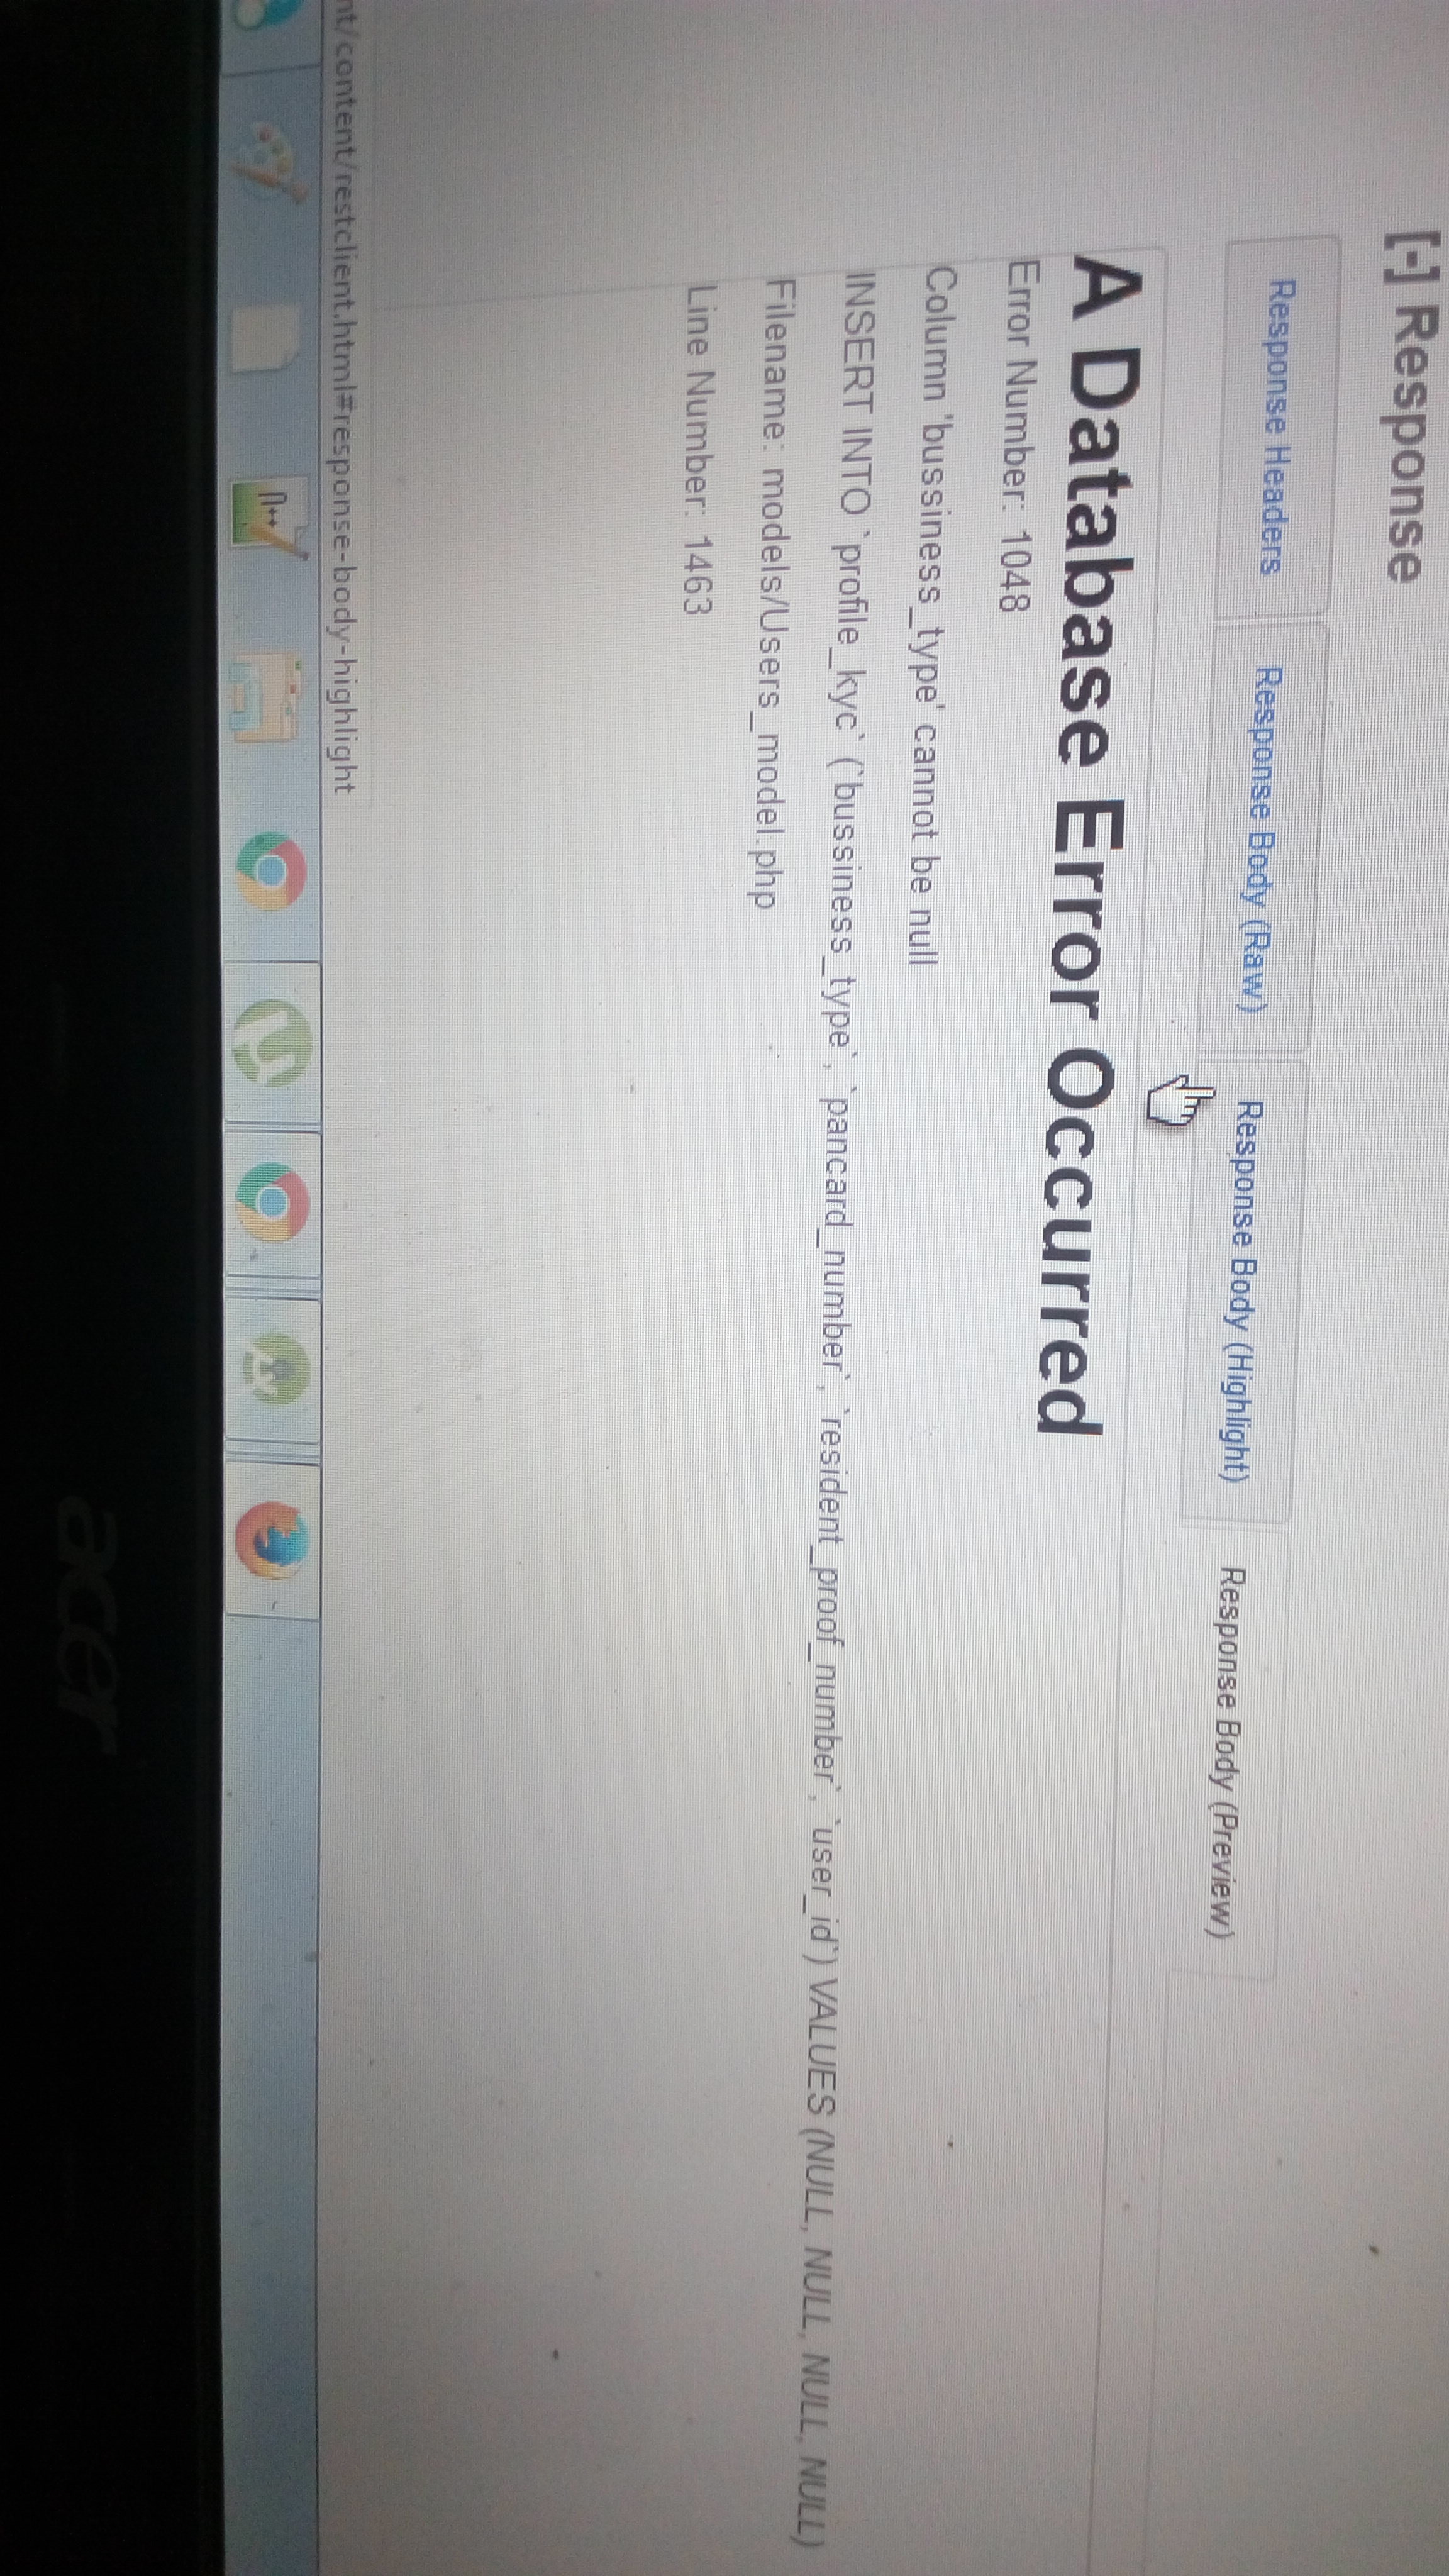 [-] Response
Response Headers
Response Body (Raw)
Response Body (Highlight)
Response Body (Preview)
A Database Error Occurred
Error Number: 1048
Column 'bussiness_type' cannot be null
INSERT INTO `profile_kyc` (`bussiness_type`, `pancard_number`, `resident_proof_number`, `user_id`) VALUES (NULL, NULL, NULL, NULL)
Filename: models/Users_model.php
Line Number: 1463
nt/content/restclient.html#response-body-highlight
acer